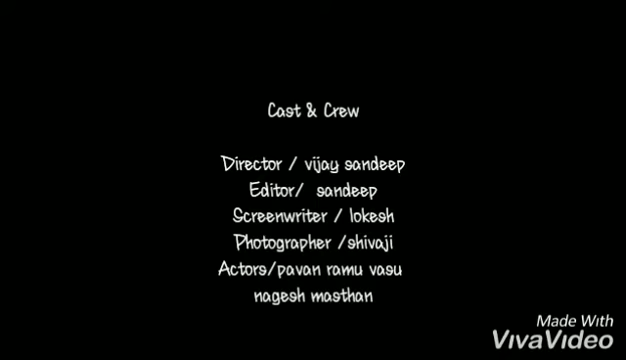 Cast & Crew
Director / vijay sandeep
Editor/ sandeep
Screenwriter / lokesh
Photographer /shivaji
Actors/pavan ramu vasu
nagesh masthan
Made With
VivaVideo